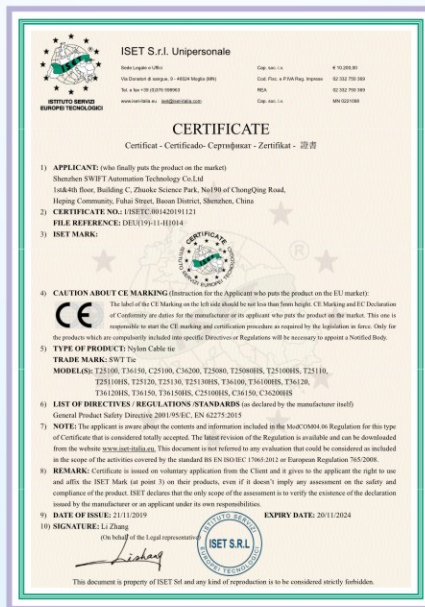 ISET S.r.l. Unipersonale
ISTITUTO SERVIZI
EUROPEI TECNOLOGICI
Sede Legale e Uffici
Cap. soc. i.v.
€ 10.200,00
Via Donatori di sangue, 9 - 46024 Moglia (MN)
Cod. Fisc. e P.IVA Reg. Imprese
02 332 750 369
Tel. e fax +39 (0)376 598963
REA
www.iset-italia.eu iset@iset-italia.com
CERTIFICATE
Certificat - Certificado- Сертификат - Zertifikat - 證書
1) APPLICANT: (who finally puts the product on the market)
Shenzhen SWIFT Automation Technology Co.Ltd
1st&4th floor, Building C, Zhuoke Science Park, No190 of ChongQing Road,
Heping Community, Fuhai Street, Baoan District, Shenzhen, China
2) CERTIFICATE NO.: I/ISETC.001420191121
FILE REFERENCE: DEU(19)-11-H1014
3) ISET MARK:
CERTIFICATE
4) CAUTION ABOUT CE MARKING (Instruction for the Applicant who puts the product on the EU market):
CE
The label of the CE Marking on the left side should be not less than 5mm height. CE Marking and EC Declaration
of Conformity are duties for the manufacturer or its applicant who puts the product on the market. This one is
responsible to start the CE marking and certification procedure as required by the legislation in force. Only for
the products which are compulsively included into specific Directives or Regulations will be necessary to appoint a Notified Body.
5) TYPE OF PRODUCT: Nylon Cable tie
TRADE MARK: SWT Tie
MODEL(S): T25100, T36150, C25100, C36200, T25080, T25080HS, T25100HS, T25110,
T25110HS, T25120, T25130, T25130HS, T36100, T36100HS, T36120,
T36120HS, T36150, T36150HS, C25100HS, C36150, C36200HS
6) LIST OF DIRECTIVES / REGULATIONS /STANDARDS (as declared by the manufacturer itself)
General Product Safety Directive 2001/95/EC, EN 62275:2015
7) NOTE: The applicant is aware about the contents and information included in the ModCOM04.06 Regulation for this type
of Certificate that is considered totally accepted. The latest revision of the Regulation is available and can be downloaded
from the website www.iset-italia.eu. This document is not referred to any evaluation that could be considered as included
in the scope of the activities covered by the standard BS EN ISO/IEC 17065:2012 or European Regulation 765/2008.
8) REMARK: Certificate is issued on voluntary application from the Client and it gives to the applicant the right to use
and affix the ISET Mark (at point 3) on their products, even if it doesn't imply any assessment on the safety and
compliance of the product. ISET declares that the only scope of the assessment is to verify the existence of the declaration
issued by the manufacturer or an applicant under its own responsibilities.
9) DATE OF ISSUE: 21/11/2019
EXPIRY DATE: 20/11/2024
10) SIGNATURE: Li Zhang
(On behalf of the Legal representative)
ISTITUTO SERVIZI
ISET S.R.L
EUROPEI TECNOLOGICI
This document is property of ISET Srl and any kind of reproduction is to be considered strictly forbidden.